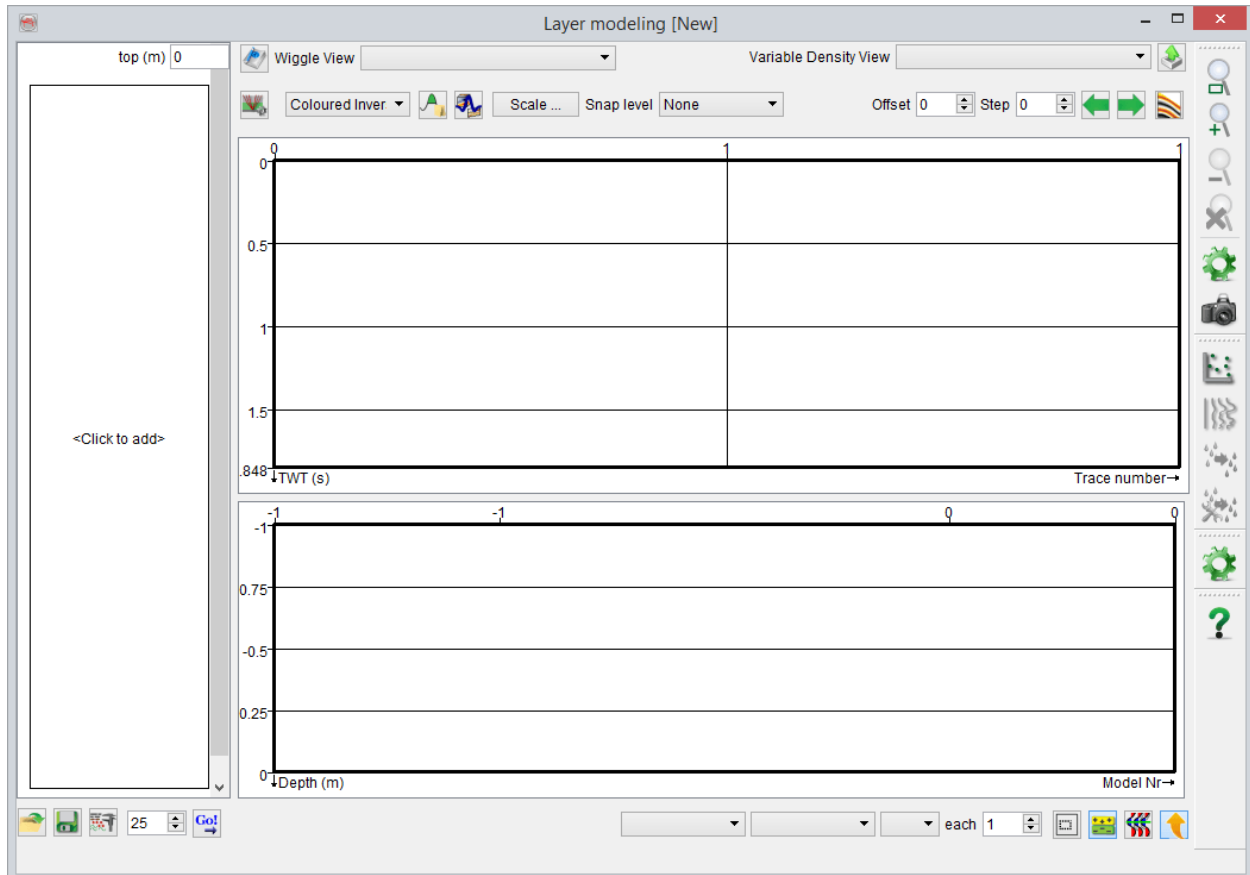 Layer modeling [New]
top (m) 0
Wiggle View
Variable Density View
Coloured Inver
Scale ...
Snap level None
Offset 0
Step 0
0 1 1
0
0.5
1
1.5
.848
TWT (s)
Trace number
<Click to add>
-1 -1 0 0
-1
0.75
-0.5
0.25
0
Depth (m)
Model Nr
25
Go!
each 1
?